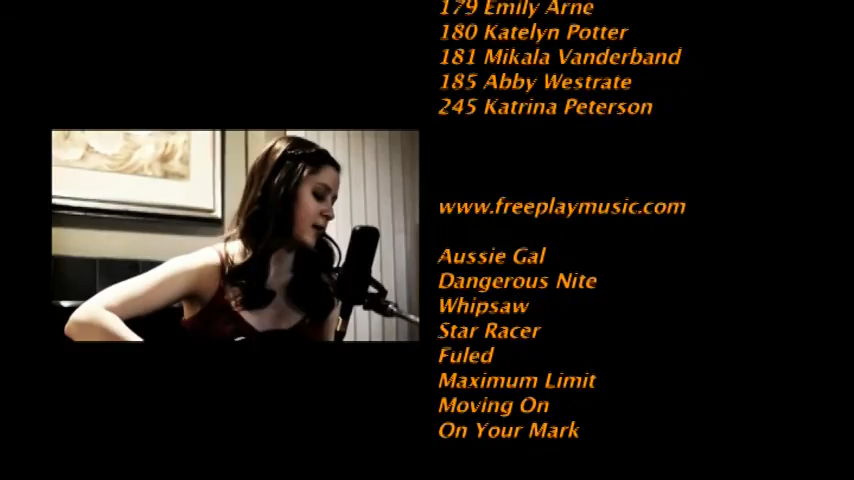 179 Emily Arne
180 Katelyn Potter
181 Mikala Vanderband
185 Abby Westrate
245 Katrina Peterson
www.freeplaymusic.com
Aussie Gal
Dangerous Nite
Whipsaw
Star Racer
Fuled
Maximum Limit
Moving On
On Your Mark